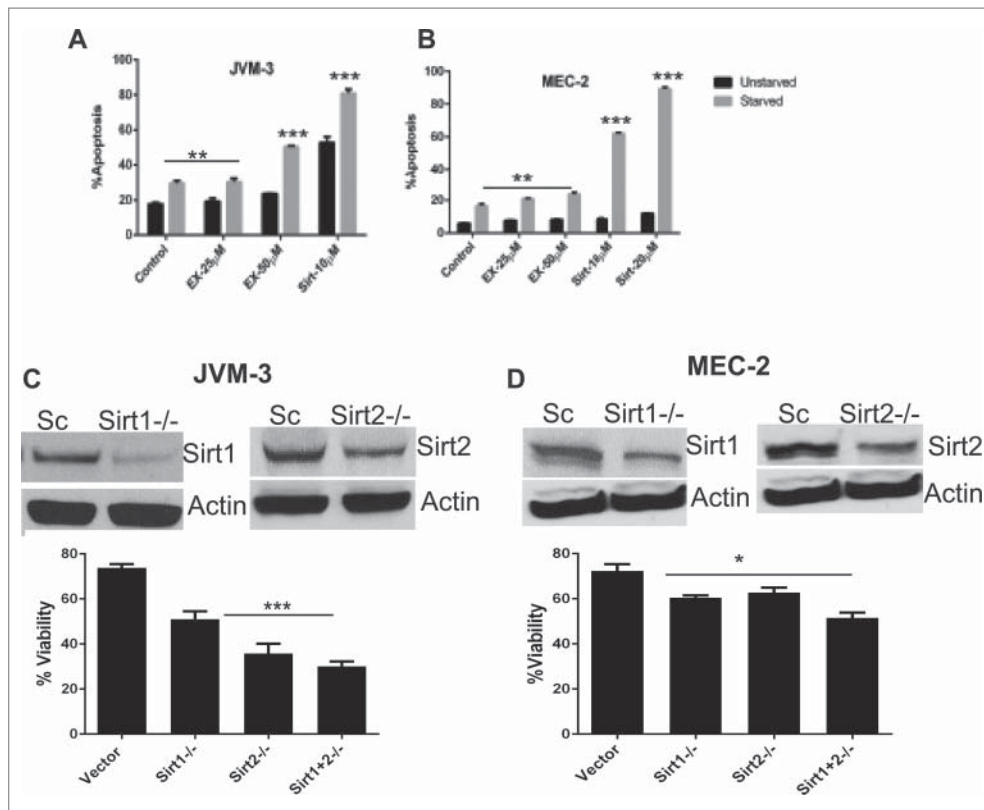 A
JVM-3
%Apoptosis
100
80
60
40
20
0
**
***
***
Control
EX-25µM
EX-50µM
Sirt-10µM
B
MEC-2
%Apoptosis
100
80
60
40
20
0
**
***
***
Control
EX-25µM
EX-50µM
Sirt-16µM
Sirt-20µM
Unstarved
Starved
C
JVM-3
Sc Sirt1-/-
Sirt1
Actin
Sc Sirt2-/-
Sirt2
Actin
% Viability
80
60
40
20
0
***
Vector
Sirt1-/-
Sirt2-/-
Sirt1+2-/-
D
MEC-2
Sc Sirt1-/-
Sirt1
Actin
Sc Sirt2-/-
Sirt2
Actin
%Viability
80
60
40
20
0
*
Vector
Sirt1-/-
Sirt2-/-
Sirt1+2-/-